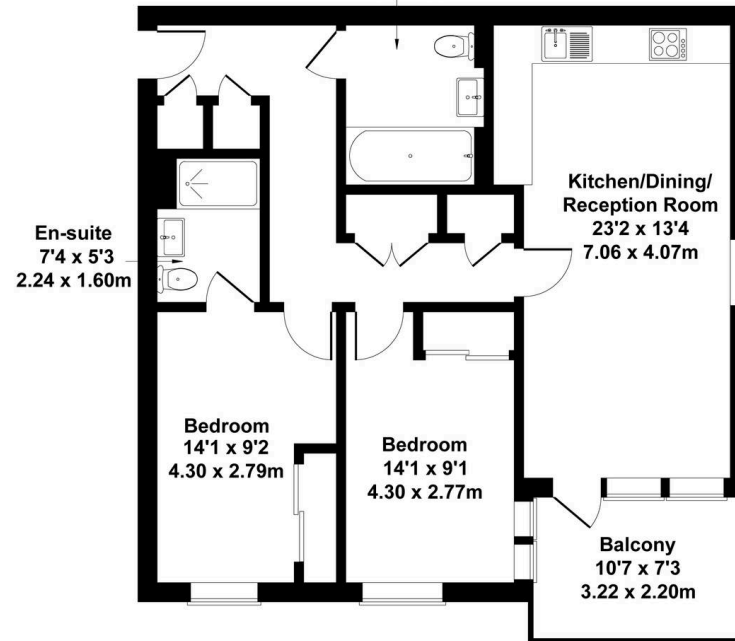 Kitchen/Dining/
Reception Room
23'2 x 13'4
7.06 x 4.07m
En-suite
7'4 x 5'3
2.24 x 1.60m
Bedroom
14'1 x 9'2
4.30 x 2.79m
Bedroom
14'1 x 9'1
4.30 x 2.77m
Balcony
10'7 x 7'3
3.22 x 2.20m